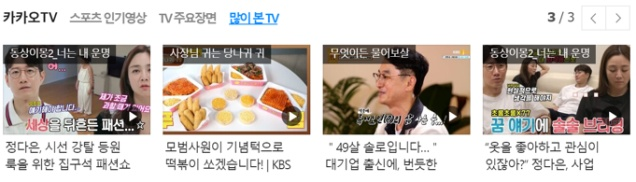 카카오TV 스포츠 인기영상 TV 주요장면 많이 본 TV 3 / 3
동상이몽2_너는 내 운명
세상을 뒤흔든 패션...☆
사장님 귀는 당나귀 귀
무엇이든 물어보살
동상이몽2_너는 내 운명
꿈 얘기에 술술 브리핑
정다은, 시선 강탈 등원
룩을 위한 집구석 패션쇼
모범사원이 기념턱으로
떡볶이 쏘겠습니다! | KBS
" 49살 솔로입니다... "
대기업 출신에, 번듯한
“옷을 좋아하고 관심이
있잖아?” 정다은, 사업